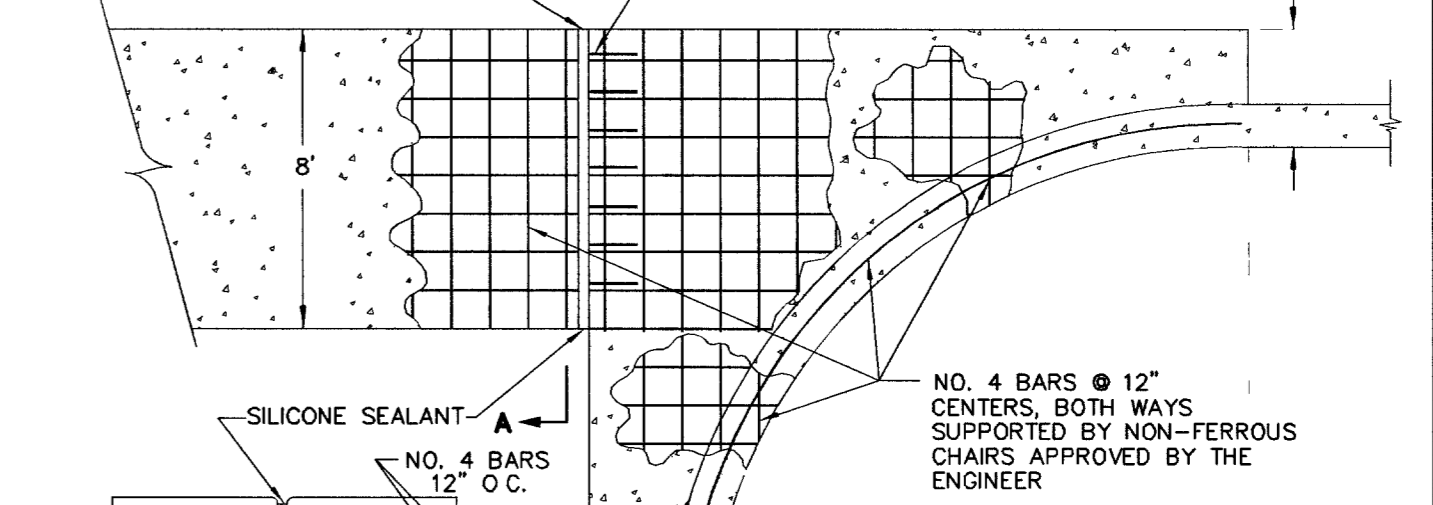 8'
SILICONE SEALANT
A
NO. 4 BARS
12" O C.
NO. 4 BARS @ 12"
CENTERS, BOTH WAYS
SUPPORTED BY NON-FERROUS
CHAIRS APPROVED BY THE
ENGINEER